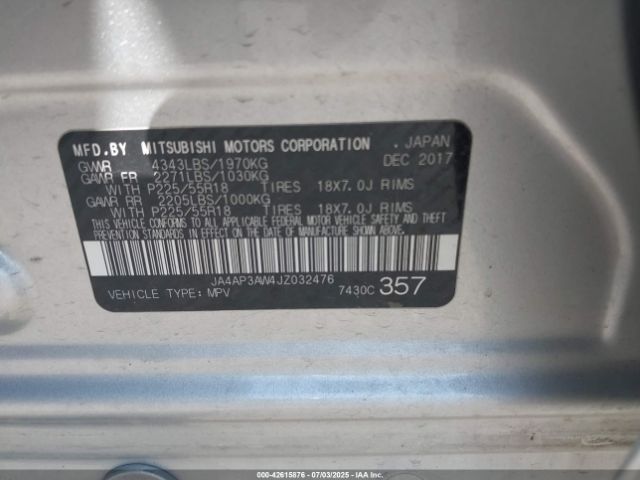 MFD.BY MITSUBISHI MOTORS CORPORATION . JAPAN
GVWR 4343LBS/1970KG DEC 2017
GAWR FR 2271LBS/1030KG
WITH P225/55R18 TIRES 18X7.0J RIMS
GAWR RR 2205LBS/1000KG
WITH P225/55R18 TIRES 18X7.0J RIMS
THIS VEHICLE CONFORMS TO ALL APPLICABLE FEDERAL MOTOR VEHICLE SAFETY AND THEFT
PREVENTION STANDARDS IN EFFECT ON THE DATE OF MANUFACTURE SHOWN ABOVE.
JA4AP3AW4JZ032476
VEHICLE TYPE: MPV 7430C 357
000-42615876 - 07/03/2025 - IAAI.COM